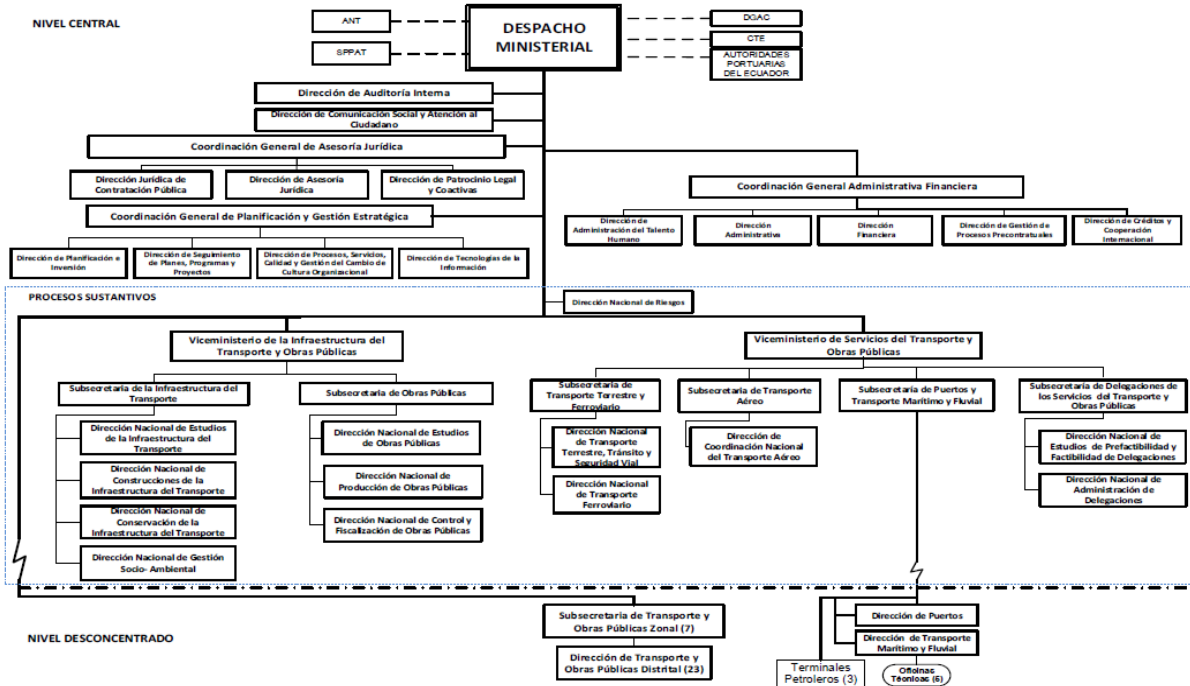 NIVEL CENTRAL
ANT
SPPAT
DESPACHO
MINISTERIAL
DGAC
CTE
AUTORIDADES
PORTUARIAS
DEL ECUADOR
Dirección de Auditoría Interna
Dirección de Comunicación Social y Atención al
Ciudadano
Coordinación General de Asesoría Jurídica
Dirección Jurídica de
Contratación Pública
Dirección de Asesoría
Jurídica
Dirección de Patrocinio Legal
y Coactivas
Coordinación General Administrativa Financiera
Dirección de
Administración del Talento
Humano
Dirección
Administrativa
Dirección
Financiera
Dirección de Gestión de
Procesos Precontratuales
Dirección de Créditos y
Cooperación
Internacional
Coordinación General de Planificación y Gestión Estratégica
Dirección de Planificación e
Inversión
Dirección de Seguimiento
de Planes, Programas y
Proyectos
Dirección de Procesos, Servicios,
Calidad y Gestión del Cambio de
Cultura Organizacional
Dirección de Tecnologías de la
Información
PROCESOS SUSTANTIVOS
Dirección Nacional de Riesgos
Viceministerio de la Infraestructura del
Transporte y Obras Públicas
Viceministerio de Servicios del Transporte y
Obras Públicas
Subsecretaria de la Infraestructura del
Transporte
Dirección Nacional de Estudios
de la Infraestructura del
Transporte
Dirección Nacional de
Construcciones de la
Infraestructura del Transporte
Dirección Nacional de
Conservación de la
Infraestructura del Transporte
Dirección Nacional de Gestión
Socio- Ambiental
Subsecretaria de Obras Públicas
Dirección Nacional de Estudios
de Obras Públicas
Dirección Nacional de
Producción de Obras Públicas
Dirección Nacional de Control y
Fiscalización de Obras Públicas
Subsecretaria de
Transporte Terrestre y
Ferroviario
Dirección Nacional
de Transporte
Terrestre, Tránsito y
Seguridad Vial
Dirección Nacional
de Transporte
Ferroviario
Subsecretaria de Transporte
Aéreo
Dirección de
Coordinación Nacional
del Transporte Aéreo
Subsecretaría de Puertos y
Transporte Marítimo y Fluvial
Subsecretaría de Delegaciones de
los Servicios del Transporte y
Obras Públicas
Dirección Nacional de
Estudios de Prefactibilidad y
Factibilidad de Delegaciones
Dirección Nacional de
Administración de
Delegaciones
NIVEL DESCONCENTRADO
Subsecretaria de Transporte y
Obras Públicas Zonal (7)
Dirección de Transporte y
Obras Públicas Distrital (23)
Dirección de Puertos
Dirección de Transporte
Marítimo y Fluvial
Terminales
Petroleros (3)
Oficinas
Técnicas (6)